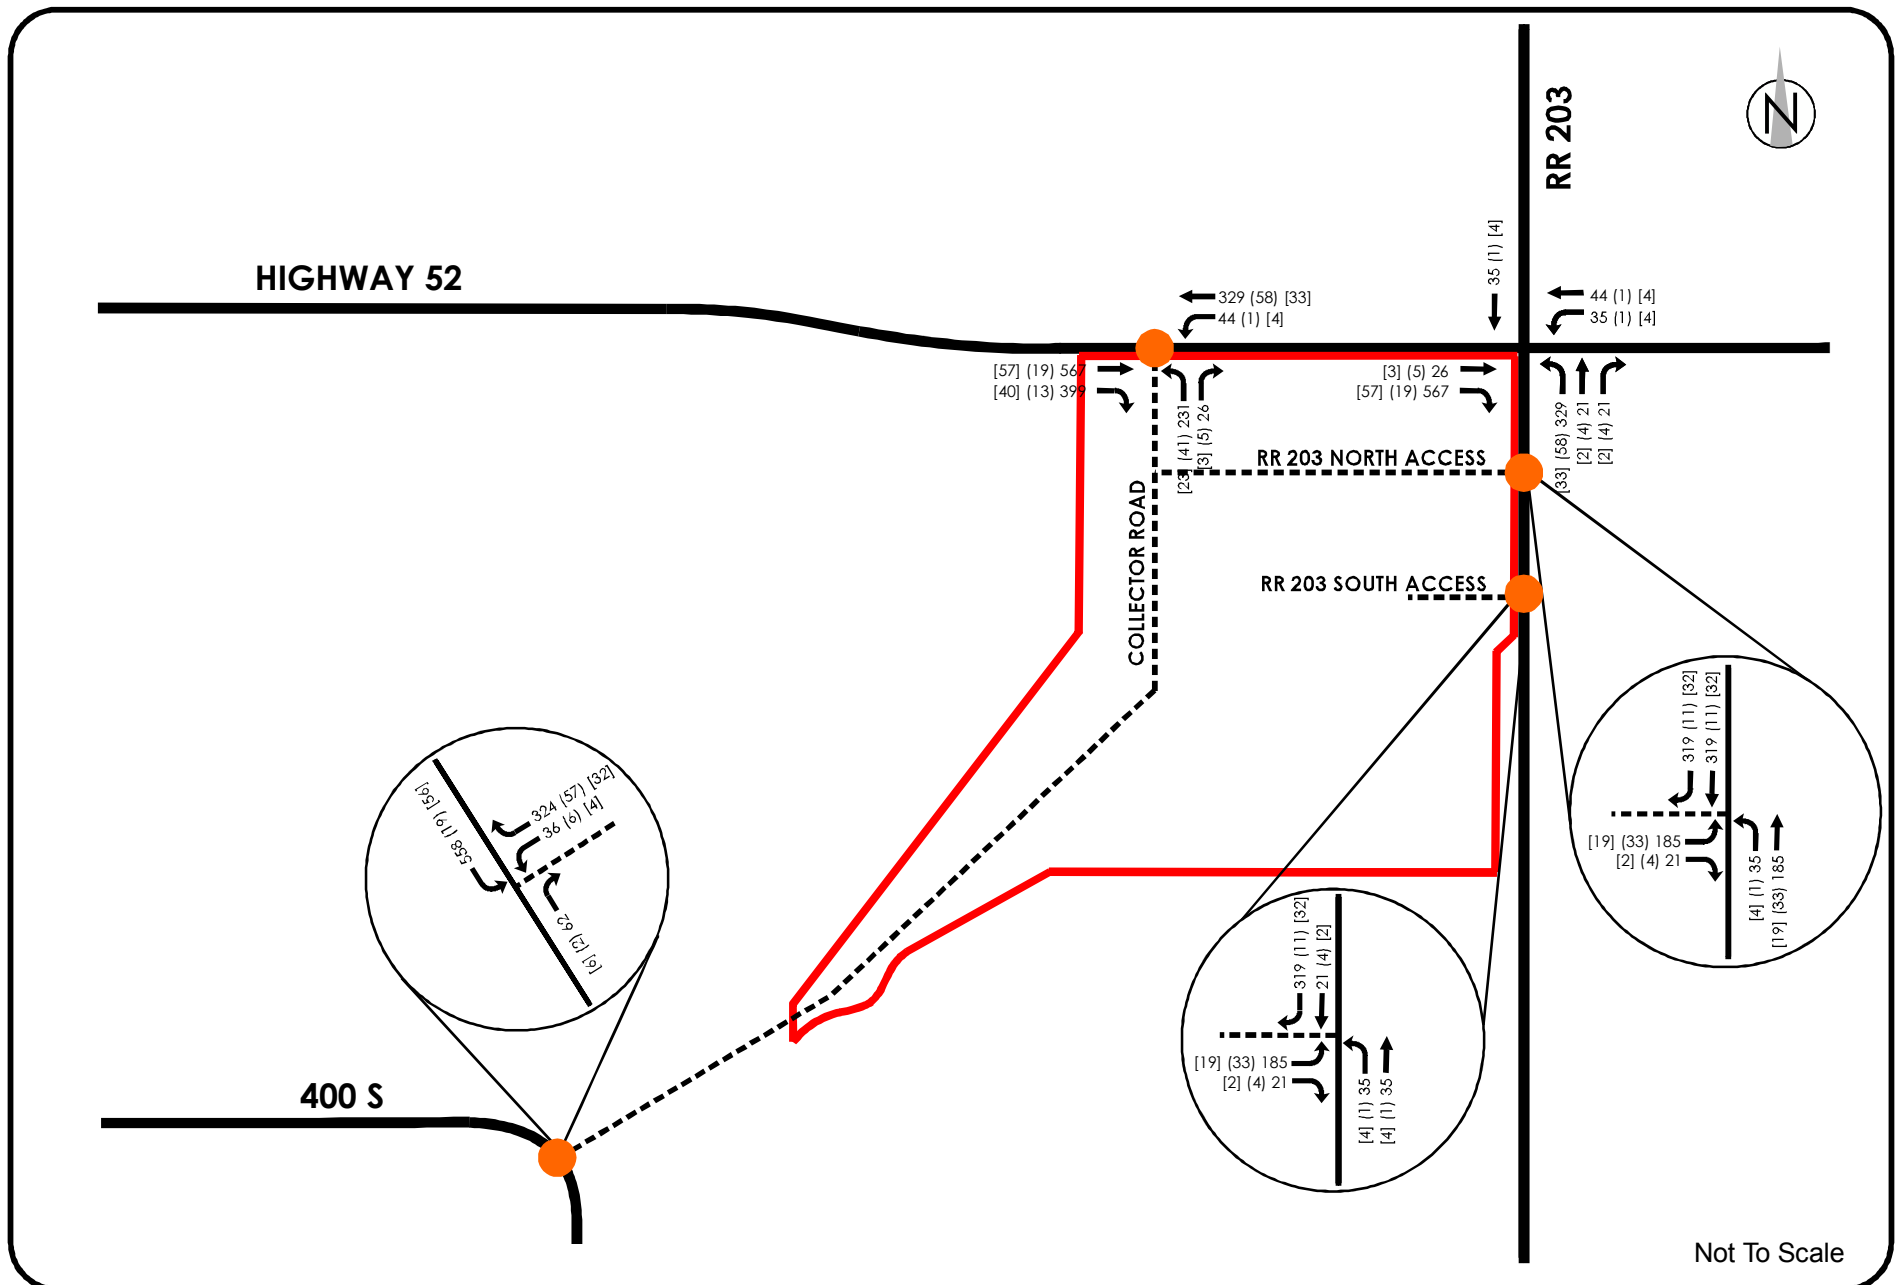 RR 203
N
HIGHWAY 52
35 (1) [4]
329 (58) [33]
44 (1) [4]
44 (1) [4]
35 (1) [4]
[57] (19) 567
[40] (13) 399
[3] (5) 26
[57] (19) 567
[23] (41) 231
[3] (5) 26
[33] (58) 329
[2] (4) 21
[2] (4) 21
RR 203 NORTH ACCESS
COLLECTOR ROAD
RR 203 SOUTH ACCESS
319 (11) [32]
319 (11) [32]
[19] (33) 185
[2] (4) 21
[4] (1) 35
[19] (33) 185
324 (57) [32]
36 (6) [4]
558 (19) [56]
[6] (2) 62
319 (11) [32]
21 (4) [2]
[19] (33) 185
[2] (4) 21
[4] (1) 35
[4] (1) 35
400 S
Not To Scale